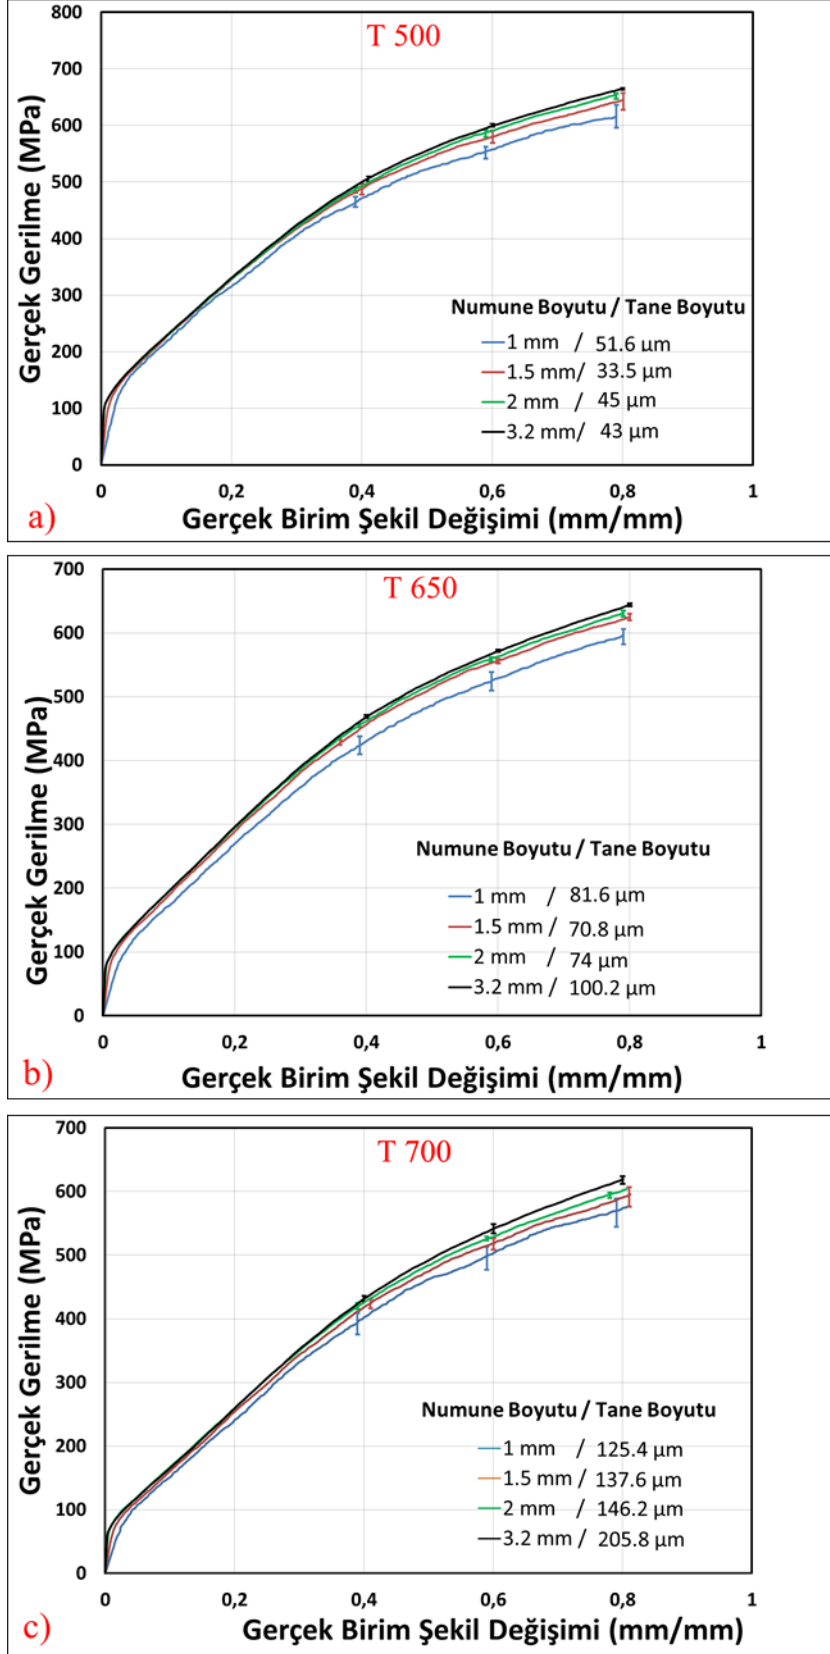 T 500
Gerçek Gerilme (MPa)
800
700
600
500
400
300
200
100
0
Numune Boyutu / Tane Boyutu
1 mm / 51.6 µm
1.5 mm/ 33.5 µm
2 mm / 45 µm
3.2 mm/ 43 µm
0 0,2 0,4 0,6 0,8 1
Gerçek Birim Şekil Değişimi (mm/mm)
a)
T 650
Gerçek Gerilme (MPa)
700
600
500
400
300
200
100
0
Numune Boyutu / Tane Boyutu
1 mm / 81.6 µm
1.5 mm / 70.8 µm
2 mm / 74 µm
3.2 mm / 100.2 µm
0 0,2 0,4 0,6 0,8 1
Gerçek Birim Şekil Değişimi (mm/mm)
b)
T 700
Gerçek Gerilme (MPa)
700
600
500
400
300
200
100
0
Numune Boyutu / Tane Boyutu
1 mm / 125.4 µm
1.5 mm / 137.6 µm
2 mm / 146.2 µm
3.2 mm / 205.8 µm
0 0,2 0,4 0,6 0,8 1
Gerçek Birim Şekil Değişimi (mm/mm)
c)